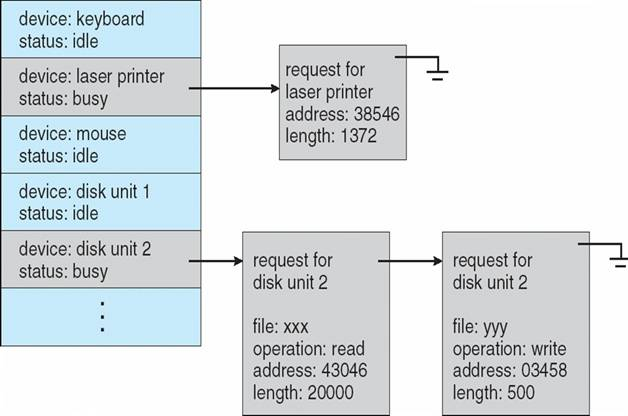 device: keyboard
status: idle
device: laser printer
status: busy
device: mouse
status: idle
device: disk unit 1
status: idle
device: disk unit 2
status: busy
request for
laser printer
address: 38546
length: 1372
request for
disk unit 2
file: xxx
operation: read
address: 43046
length: 20000
request for
disk unit 2
file: yyy
operation: write
address: 03458
length: 500